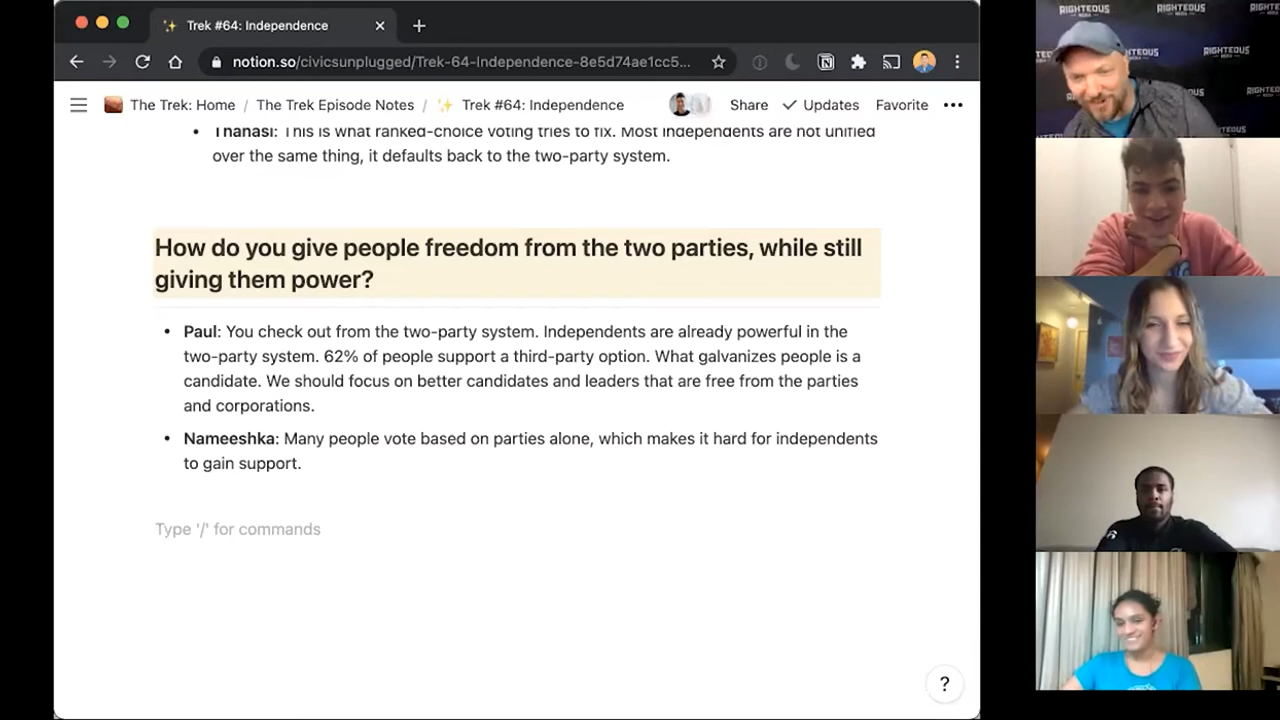 Trek #64: Independence
notion.so/civicsunplugged/Trek-64-Independence-8e5d74ae1cc5...
The Trek: Home / The Trek Episode Notes / Trek #64: Independence Share Updates Favorite
Thanasi: This is what ranked-choice voting tries to fix. Most independents are not unified
over the same thing, it defaults back to the two-party system.
How do you give people freedom from the two parties, while still
giving them power?
Paul: You check out from the two-party system. Independents are already powerful in the
two-party system. 62% of people support a third-party option. What galvanizes people is a
candidate. We should focus on better candidates and leaders that are free from the parties
and corporations.
Nameeshka: Many people vote based on parties alone, which makes it hard for independents
to gain support.
Type '/' for commands
?
RIGHTEOUS
MEDIA
RIGHTEOUS
MEDIA
RIGHTEOUS